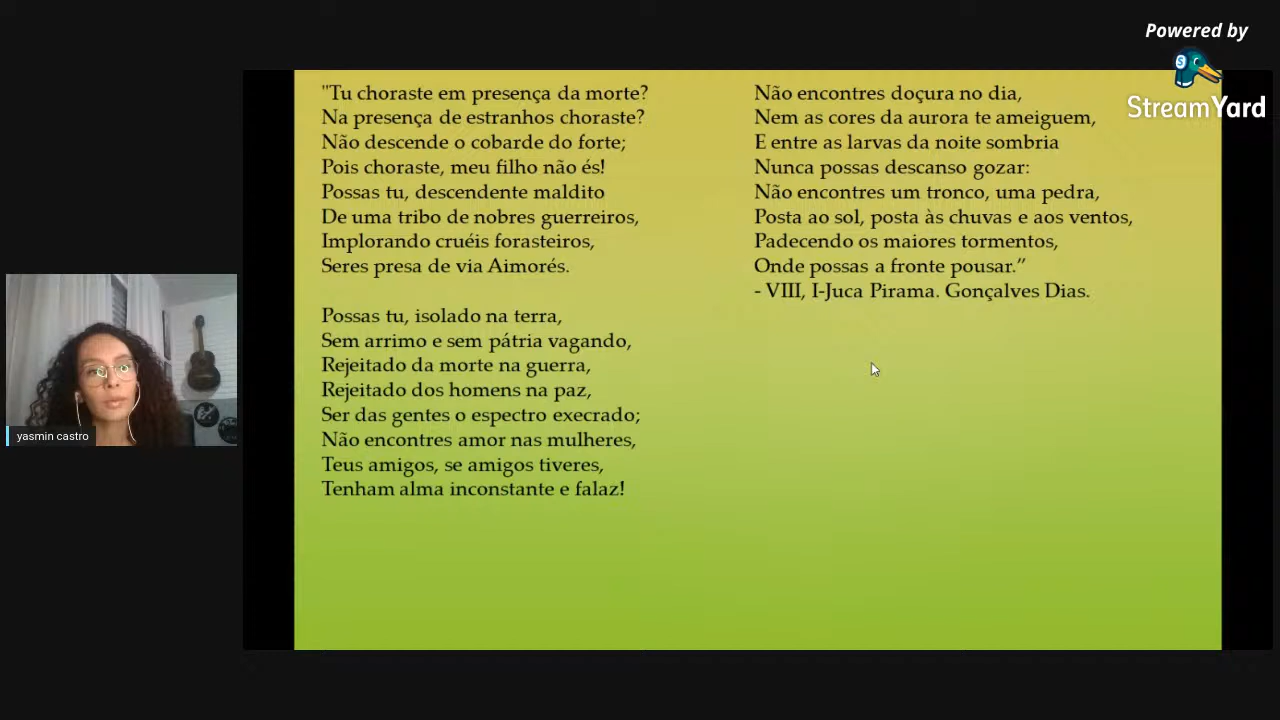 Powered by
StreamYard
"Tu choraste em presença da morte?
Na presença de estranhos choraste?
Não descende o cobarde do forte;
Pois choraste, meu filho não és!
Possas tu, descendente maldito
De uma tribo de nobres guerreiros,
Implorando cruéis forasteiros,
Seres presa de via Aimorés.
Possas tu, isolado na terra,
Sem arrimo e sem pátria vagando,
Rejeitado da morte na guerra,
Rejeitado dos homens na paz,
Ser das gentes o espectro execrado;
Não encontres amor nas mulheres,
Teus amigos, se amigos tiveres,
Tenham alma inconstante e falaz!
Não encontres doçura no dia,
Nem as cores da aurora te ameiguem,
E entre as larvas da noite sombria
Nunca possas descanso gozar:
Não encontres um tronco, uma pedra,
Posta ao sol, posta às chuvas e aos ventos,
Padecendo os maiores tormentos,
Onde possas a fronte pousar.”
- VIII, I-Juca Pirama. Gonçalves Dias.
yasmin castro